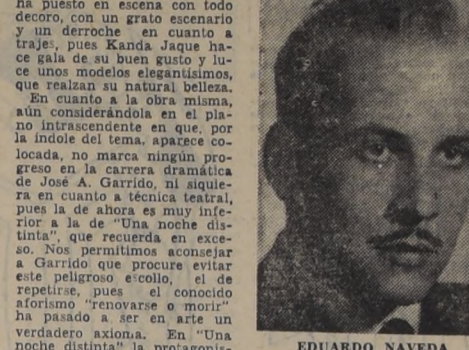 ha puesto en escena con todo
decoro, con un grato escenario
y un derroche en cuanto a
trajes, pues Kanda Jaque ha-
ce gala de su buen gusto y lu-
ce unos modelos elegantísimos,
que realzan su natural belleza.
En cuanto a la obra misma,
aún considerándola en el pla-
no intrascendente en que, por
la índole del tema, aparece co-
locada, no marca ningún pro-
greso en la carrera dramática
de José A. Garrido, ni siquie-
ra en cuanto a técnica teatral,
pues la de ahora es muy infe-
rior a la de "Una noche dis-
tinta", que recuerda en exce-
so. Nos permitimos aconsejar
a Garrido que procure evitar
este peligroso escollo, el de
repetirse, pues el conocido
aforismo "renovarse o morir"
ha pasado a ser en arte un
verdadero axioma. En "Una
noche distinta" la protagonis-
EDUARDO NAVEDA